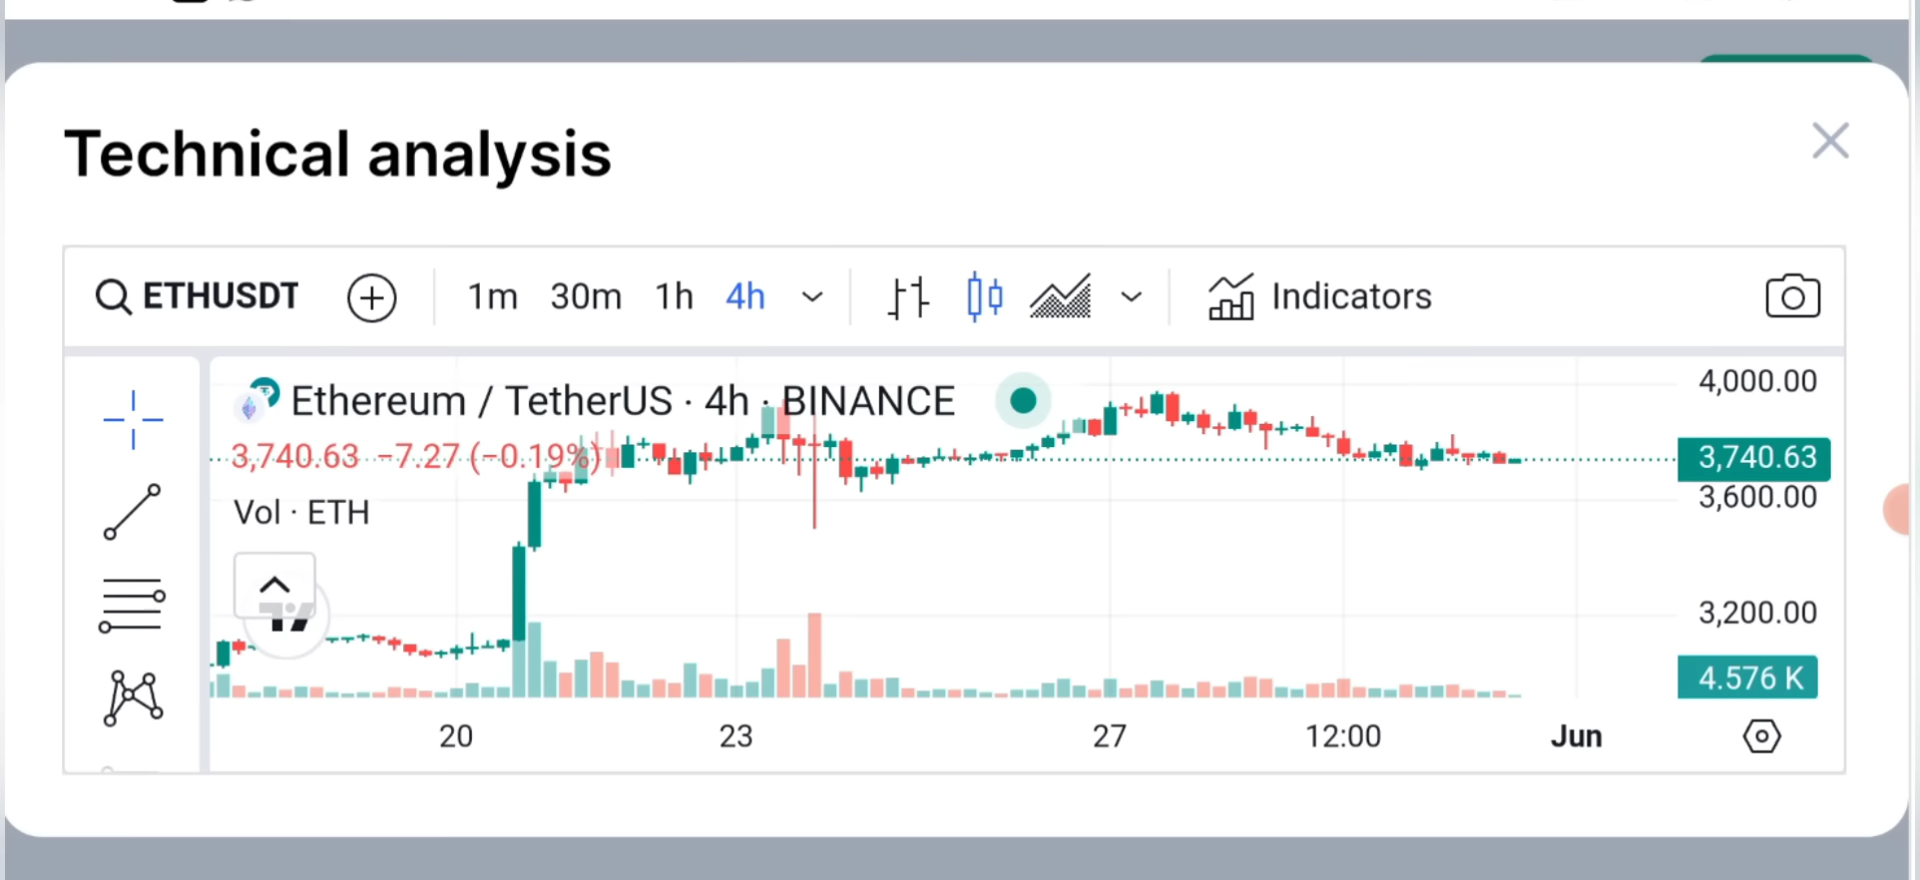 Technical analysis
ETHUSDT 1m 30m 1h 4h Indicators
Ethereum / TetherUS · 4h · BINANCE
3,740.63 −7.27 (−0.19%)
Vol · ETH
4,000.00
3,740.63
3,600.00
3,200.00
4.576 K
20 23 27 12:00 Jun